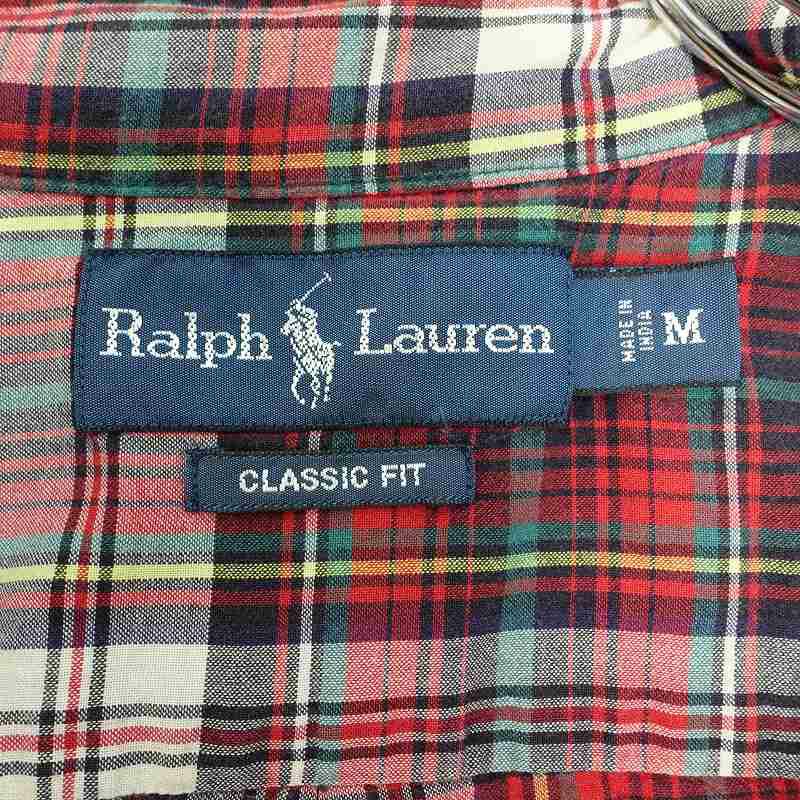 Ralph Lauren
MADE IN
INDIA
M
CLASSIC FIT